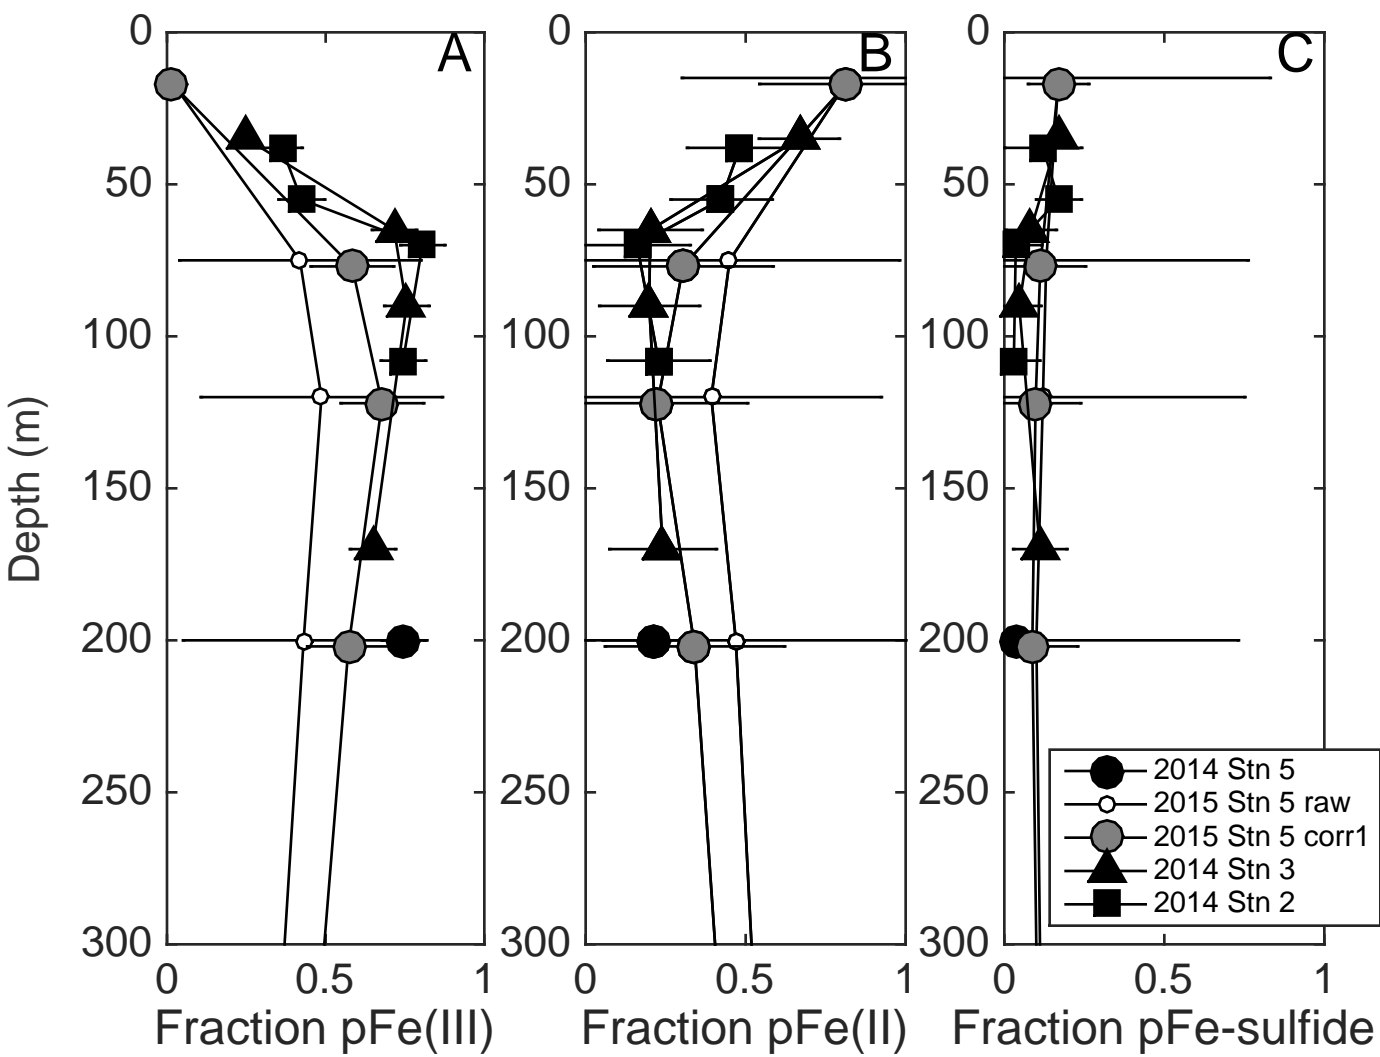 A
B
C
0
50
100
150
200
250
300
0
50
100
150
200
250
300
0
50
100
150
200
250
300
Depth (m)
2014 Stn 5
2015 Stn 5 raw
2015 Stn 5 corr1
2014 Stn 3
2014 Stn 2
0 0.5 1
0 0.5 1
0 0.5 1
Fraction pFe(III)
Fraction pFe(II)
Fraction pFe-sulfide